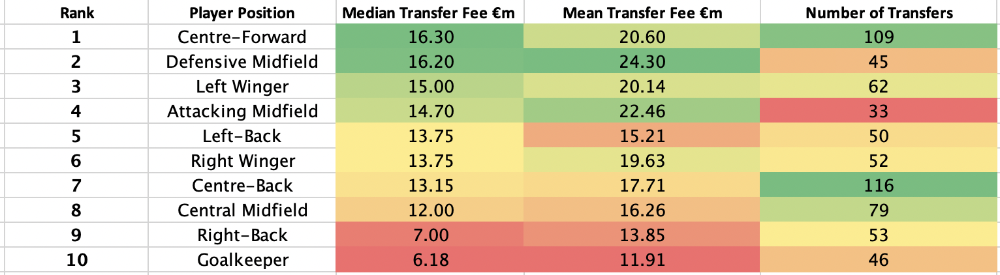 Rank Player Position Median Transfer Fee €m Mean Transfer Fee €m Number of Transfers
1 Centre-Forward 16.30 20.60 109
2 Defensive Midfield 16.20 24.30 45
3 Left Winger 15.00 20.14 62
4 Attacking Midfield 14.70 22.46 33
5 Left-Back 13.75 15.21 50
6 Right Winger 13.75 19.63 52
7 Centre-Back 13.15 17.71 116
8 Central Midfield 12.00 16.26 79
9 Right-Back 7.00 13.85 53
10 Goalkeeper 6.18 11.91 46